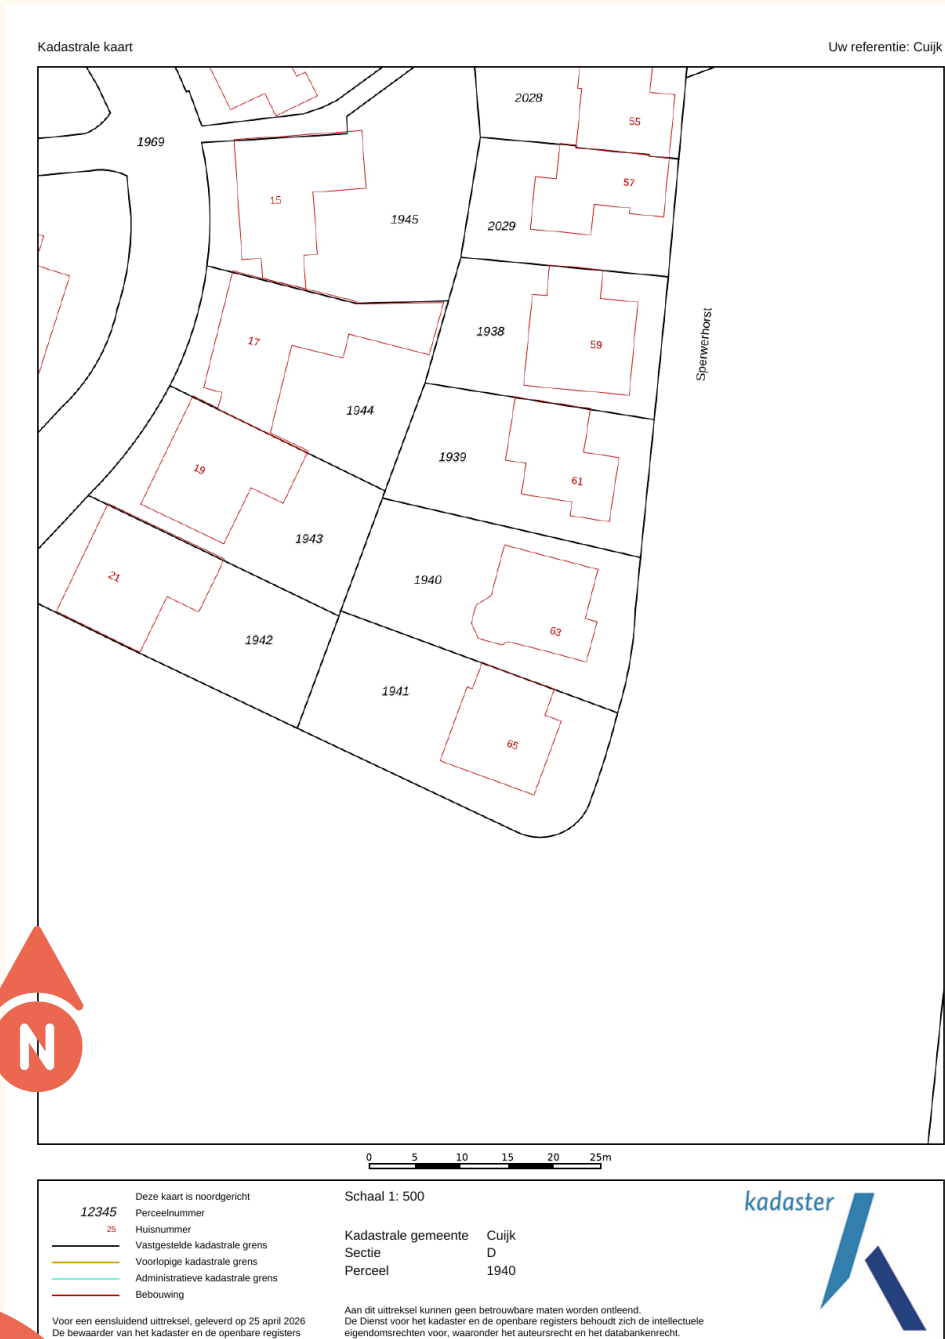 Kadastrale kaart
Uw referentie: Cuijk
2028
55
1969
57
15
1945
2029
1938
59
17
Sperwerhorst
1944
1939
19
61
1943
1940
21
63
1942
1941
65
N
0 5 10 15 20 25m
Deze kaart is noordgericht
12345 Perceelnummer
25 Huisnummer
Vastgestelde kadastrale grens
Voorlopige kadastrale grens
Administratieve kadastrale grens
Bebouwing
Voor een eensluidend uittreksel, geleverd op 25 april 2026
De bewaarder van het kadaster en de openbare registers
Schaal 1: 500
Kadastrale gemeente Cuijk
Sectie D
Perceel 1940
Aan dit uittreksel kunnen geen betrouwbare maten worden ontleend.
De Dienst voor het kadaster en de openbare registers behoudt zich de intellectuele
eigendomsrechten voor, waaronder het auteursrecht en het databankenrecht.
kadaster